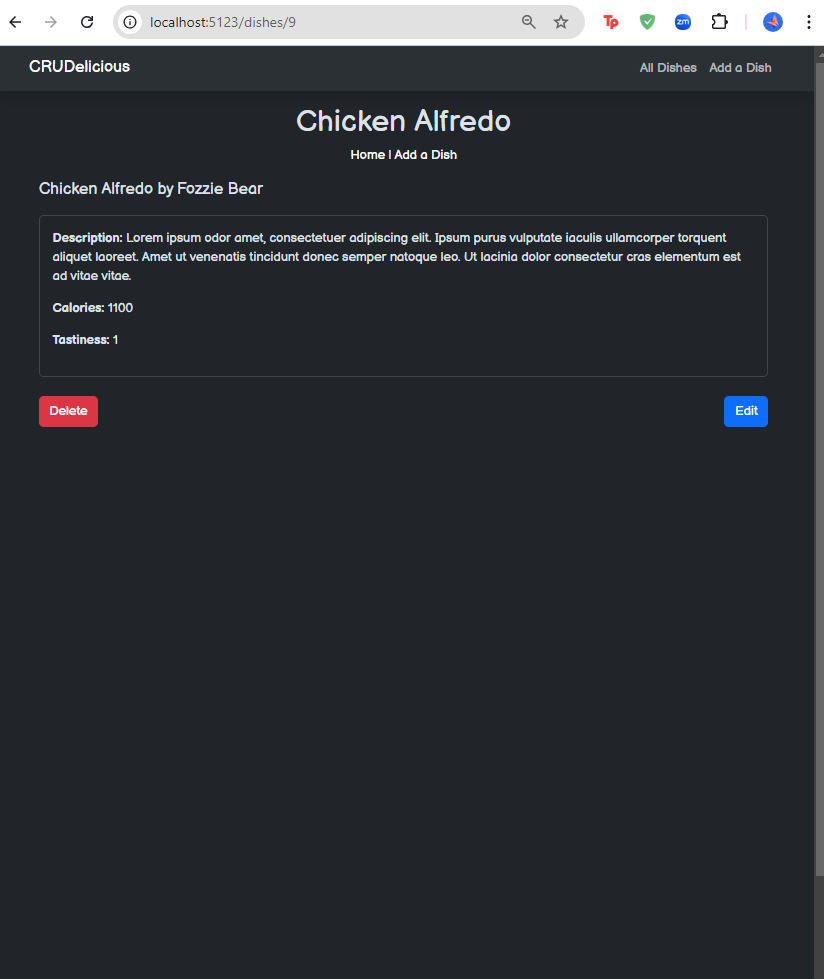 localhost:5123/dishes/9
Tp
zm
CRUDelicious
All Dishes Add a Dish
Chicken Alfredo
Home | Add a Dish
Chicken Alfredo by Fozzie Bear
Description: Lorem ipsum odor amet, consectetuer adipiscing elit. Ipsum purus vulputate iaculis ullamcorper torquent
aliquet laoreet. Amet ut venenatis tincidunt donec semper natoque leo. Ut lacinia dolor consectetur cras elementum est
ad vitae vitae.
Calories: 1100
Tastiness: 1
Delete
Edit